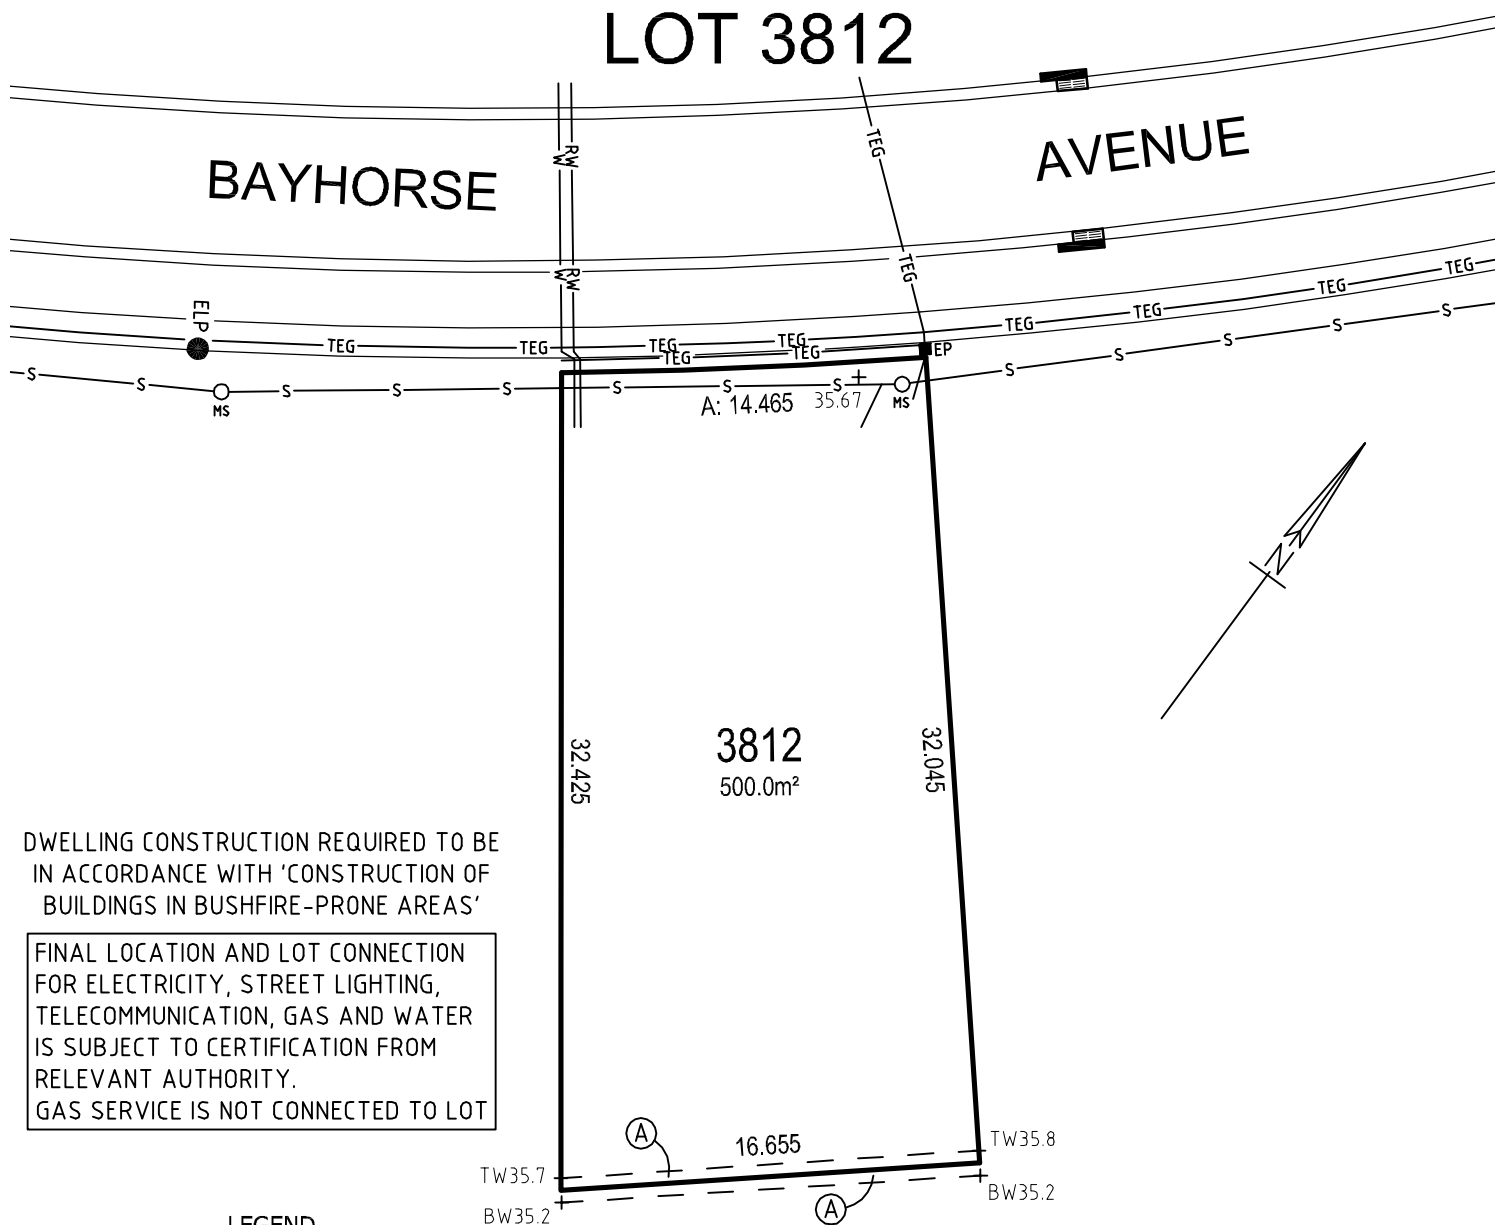 LOT 3812
BAYHORSE
AVENUE
W
RW
TEG
W
RW
TEG
ELP
TEG
TEG
TEG
TEG
TEG
TEG
TEG
TEG
TEG
TEG
EP
S
S
S
S
S
S
S
S
S
S
S
S
S
MS
MS
A: 14.465
35.67
N
3812
500.0m²
32.425
32.045
DWELLING CONSTRUCTION REQUIRED TO BE
IN ACCORDANCE WITH 'CONSTRUCTION OF
BUILDINGS IN BUSHFIRE-PRONE AREAS'
FINAL LOCATION AND LOT CONNECTION
FOR ELECTRICITY, STREET LIGHTING,
TELECOMMUNICATION, GAS AND WATER
IS SUBJECT TO CERTIFICATION FROM
RELEVANT AUTHORITY.
GAS SERVICE IS NOT CONNECTED TO LOT
A
16.655
TW35.8
TW35.7
BW35.2
BW35.2
A
LEGEND